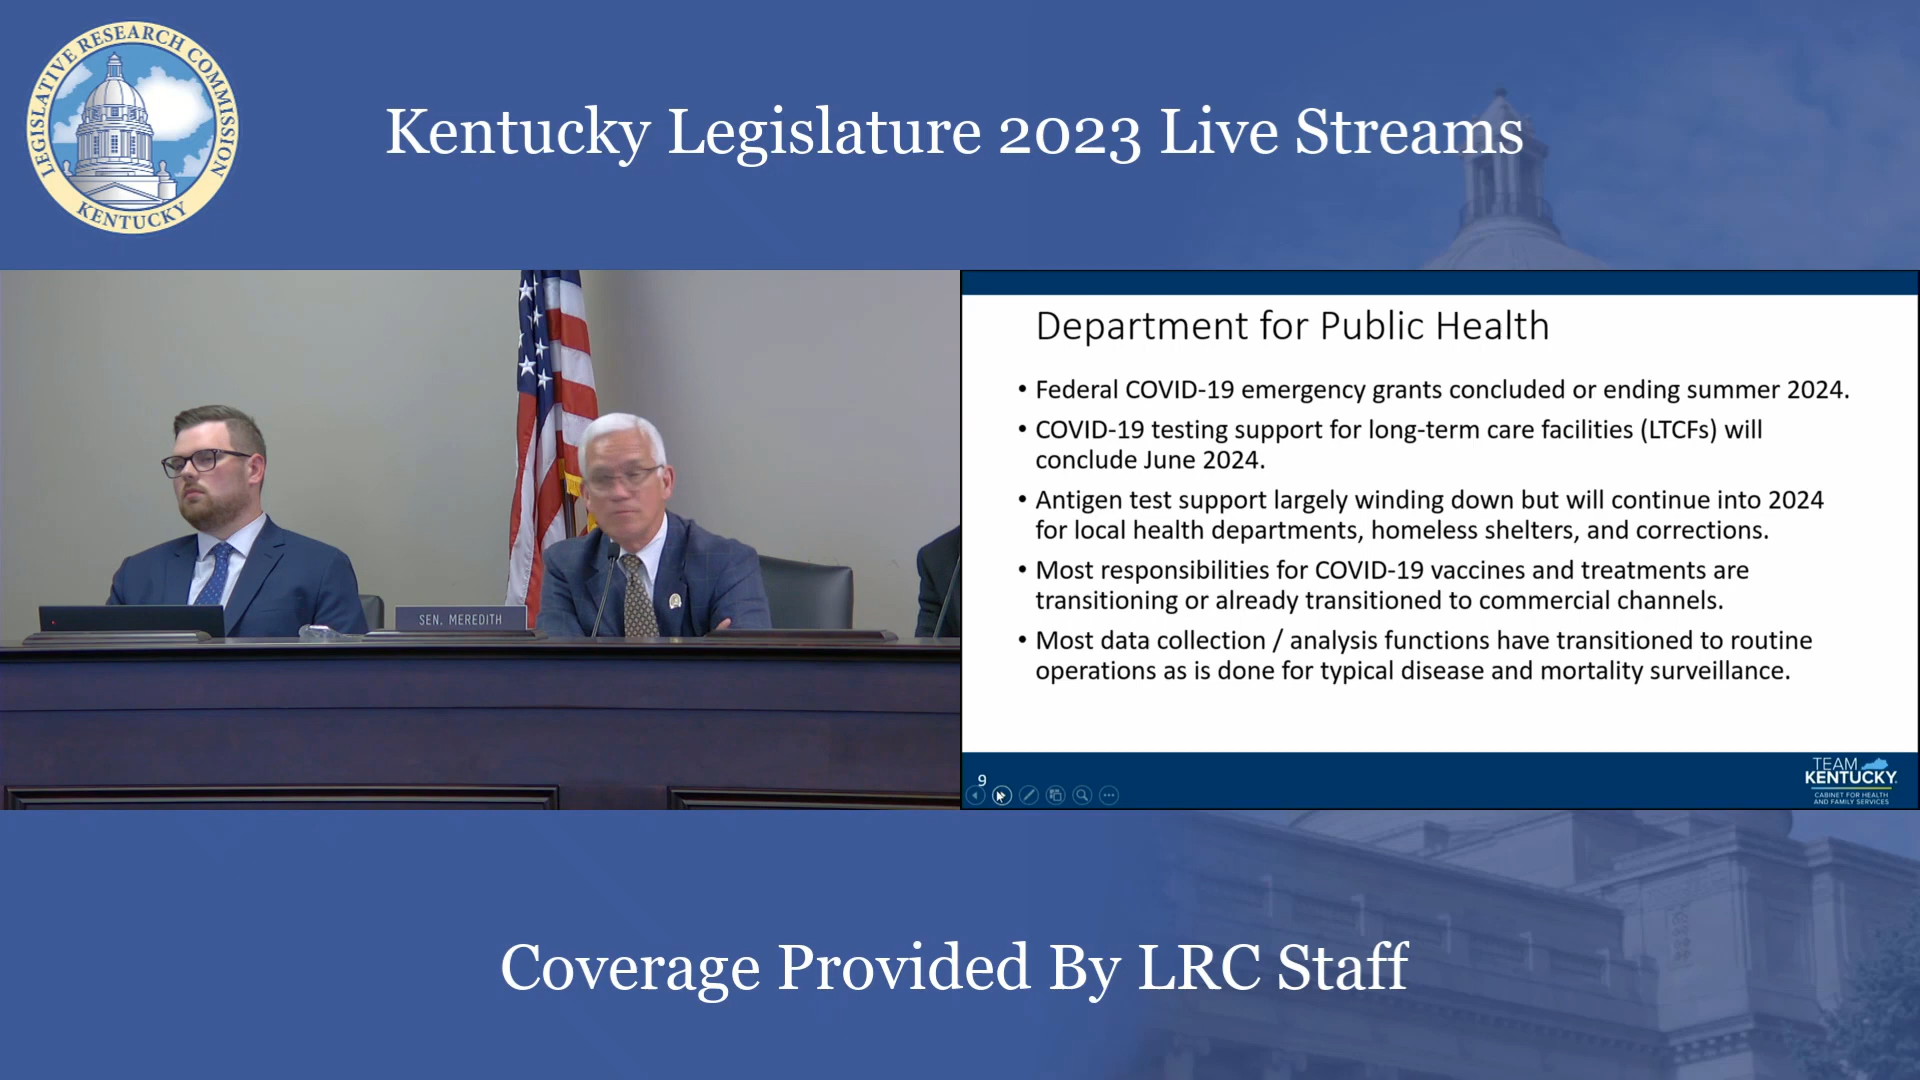 LEGISLATIVE RESEARCH COMMISSION
KENTUCKY
Kentucky Legislature 2023 Live Streams
SEN. MEREDITH
Department for Public Health
• Federal COVID-19 emergency grants concluded or ending summer 2024.
• COVID-19 testing support for long-term care facilities (LTCFs) will
conclude June 2024.
• Antigen test support largely winding down but will continue into 2024
for local health departments, homeless shelters, and corrections.
• Most responsibilities for COVID-19 vaccines and treatments are
transitioning or already transitioned to commercial channels.
• Most data collection / analysis functions have transitioned to routine
operations as is done for typical disease and mortality surveillance.
9
TEAM
KENTUCKY.
CABINET FOR HEALTH
AND FAMILY SERVICES
Coverage Provided By LRC Staff